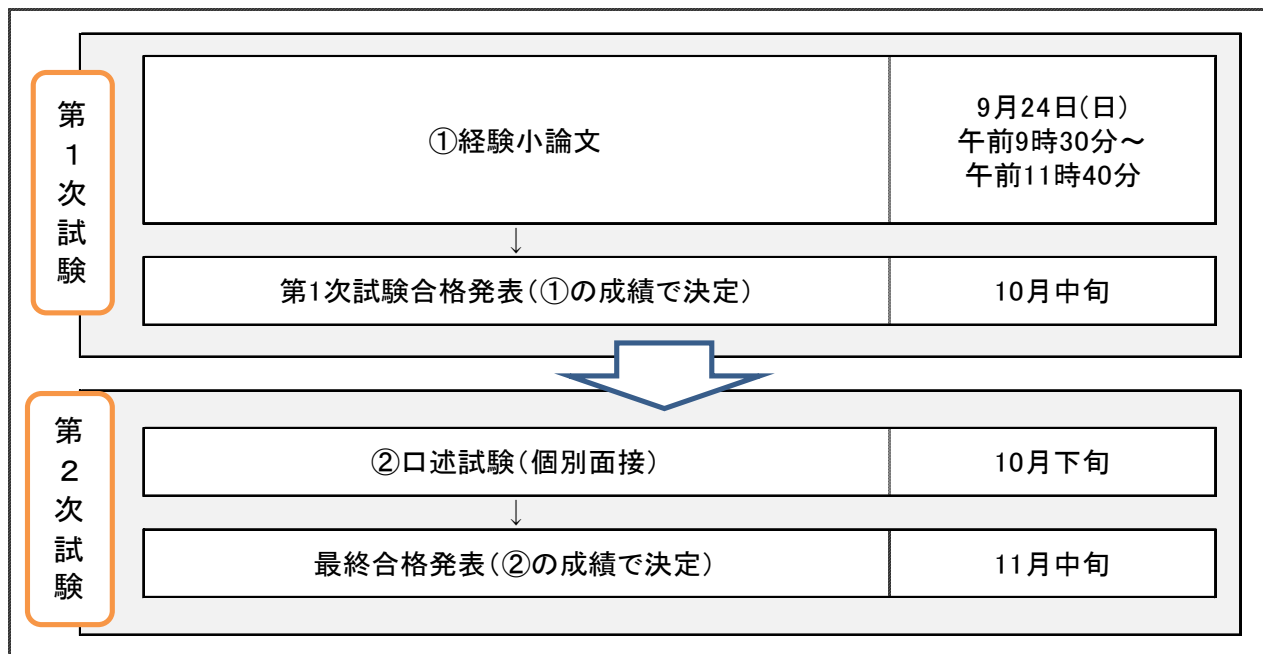 第1次試験
①経験小論文
9月24日(日)
午前9時30分～
午前11時40分
↓
第1次試験合格発表(①の成績で決定)
10月中旬
第2次試験
②口述試験(個別面接)
10月下旬
↓
最終合格発表(②の成績で決定)
11月中旬